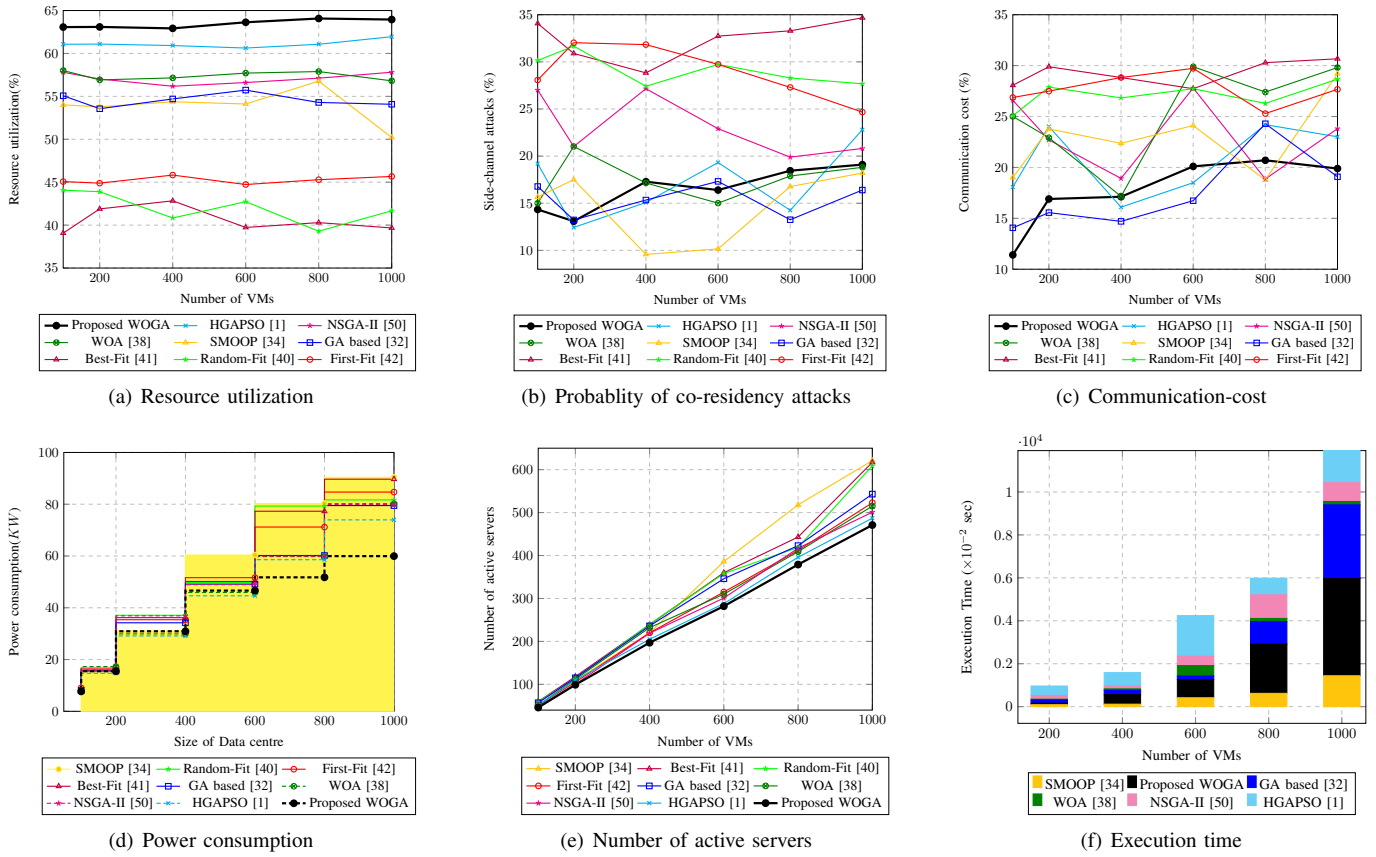 65
60
55
50
45
40
35
200 400 600 800 1000
Resource utilization(%)
Number of VMs
Proposed WOGA HGAPSO [1] NSGA-II [50]
WOA [38] SMOOP [34] GA based [32]
Best-Fit [41] Random-Fit [40] First-Fit [42]
(a) Resource utilization
35
30
25
20
15
10
200 400 600 800 1000
Side-channel attacks (%)
Number of VMs
Proposed WOGA HGAPSO [1] NSGA-II [50]
WOA [38] SMOOP [34] GA based [32]
Best-Fit [41] Random-Fit [40] First-Fit [42]
(b) Probablity of co-residency attacks
35
30
25
20
15
10
200 400 600 800 1000
Communication cost (%)
Number of VMs
Proposed WOGA HGAPSO [1] NSGA-II [50]
WOA [38] SMOOP [34] GA based [32]
Best-Fit [41] Random-Fit [40] First-Fit [42]
(c) Communication-cost
100
80
60
40
20
0
200 400 600 800 1000
Power consumption(KW)
Size of Data centre
SMOOP [34] Random-Fit [40] First-Fit [42]
Best-Fit [41] GA based [32] WOA [38]
NSGA-II [50] HGAPSO [1] Proposed WOGA
(d) Power consumption
600
500
400
300
200
100
200 400 600 800 1000
Number of active servers
Number of VMs
SMOOP [34] Best-Fit [41] Random-Fit [40]
First-Fit [42] GA based [32] WOA [38]
NSGA-II [50] HGAPSO [1] Proposed WOGA
(e) Number of active servers
·10⁴
1
0.8
0.6
0.4
0.2
0
200 400 600 800 1000
Execution Time (×10⁻² sec)
Number of VMs
SMOOP [34] Proposed WOGA GA based [32]
WOA [38] NSGA-II [50] HGAPSO [1]
(f) Execution time